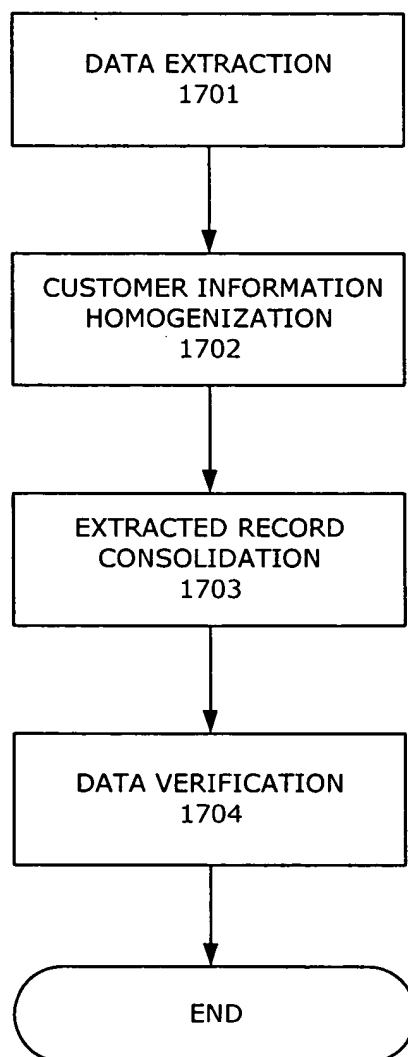 DATA EXTRACTION
1701
CUSTOMER INFORMATION
HOMOGENIZATION
1702
EXTRACTED RECORD
CONSOLIDATION
1703
DATA VERIFICATION
1704
END